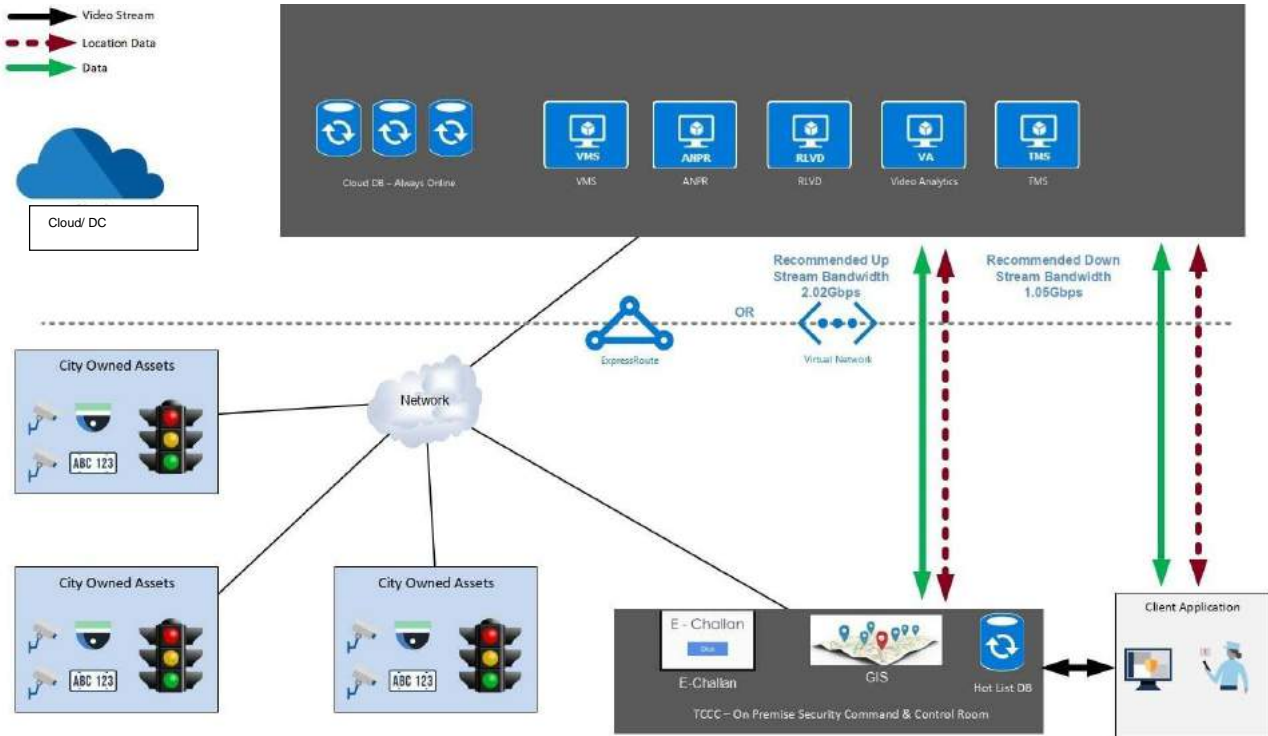 Video Stream
Location Data
Data
Cloud/ DC
Cloud DB – Always Online
VMS
VMS
ANPR
ANPR
RLVD
RLVD
VA
Video Analytics
TMS
TMS
Recommended Up
Stream Bandwidth
2.02Gbps
Recommended Down
Stream Bandwidth
1.05Gbps
OR
ExpressRoute
Virtual Network
Network
City Owned Assets
ABC 123
City Owned Assets
ABC 123
City Owned Assets
ABC 123
E - Challan
E-Challan
GIS
Hot List DB
TCCC – On Premise Security Command & Control Room
Client Application